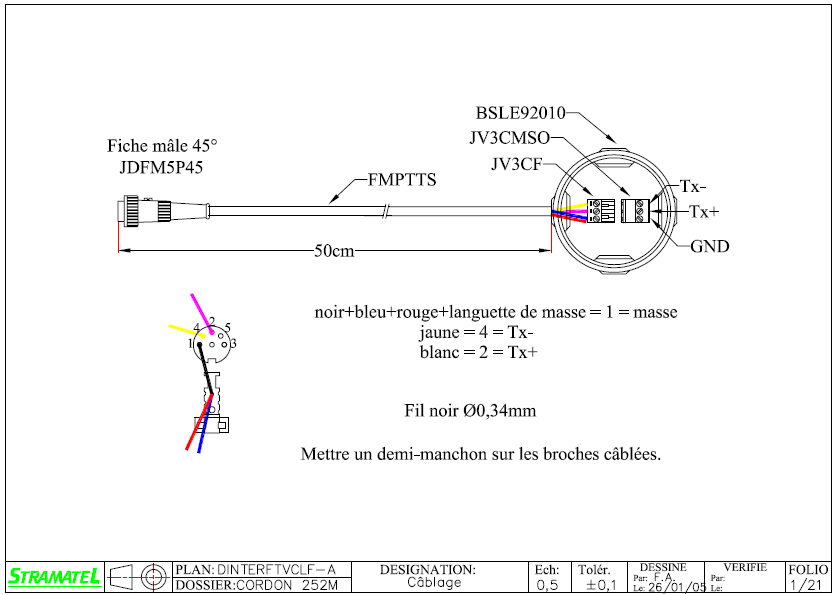 BSLE92010
JV3CMSO
JV3CF
Fiche mâle 45°
JDFM5P45
FMPTTS
Tx-
Tx+
GND
50cm
noir+bleu+rouge+languette de masse = 1 = masse
jaune = 4 = Tx-
blanc = 2 = Tx+
4 2 5
1 3
Fil noir Ø0,34mm
Mettre un demi-manchon sur les broches câblées.
STRAMATEL
PLAN: DINTERFTVCLF-A
DOSSIER: CORDON 252M
DESIGNATION:
Câblage
Ech:
0,5
Tolér.
±0,1
DESSINE
Par: F.A.
Le: 26/01/05
VERIFIE
Par:
Le:
FOLIO
1/21